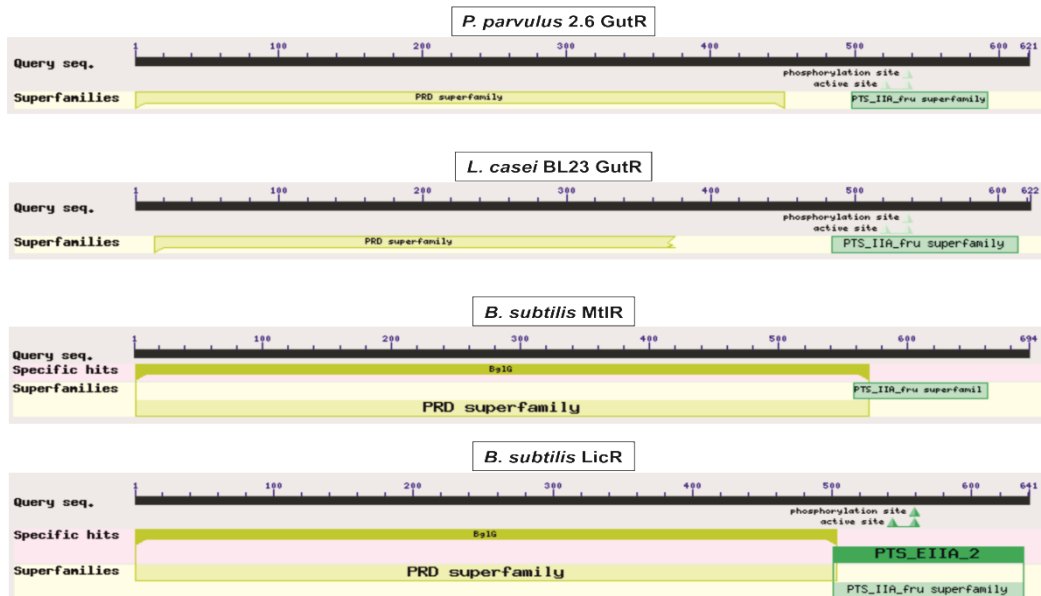 P. parvulus 2.6 GutR
1 100 200 300 400 500 600 621
Query seq.
phosphorylation site
active site
Superfamilies PRD superfamily PTS_IIA_fru superfamily
L. casei BL23 GutR
1 100 200 300 400 500 600 622
Query seq.
phosphorylation site
active site
Superfamilies PRD superfamily PTS_IIA_fru superfamily
B. subtilis MtlR
1 100 200 300 400 500 600 694
Query seq.
Specific hits BglG
Superfamilies PTS_IIA_fru superfamil
PRD superfamily
B. subtilis LicR
1 100 200 300 400 500 600 641
Query seq.
phosphorylation site
active site
Specific hits BglG
PTS_EIIA_2
Superfamilies PRD superfamily
PTS_IIA_fru superfamily